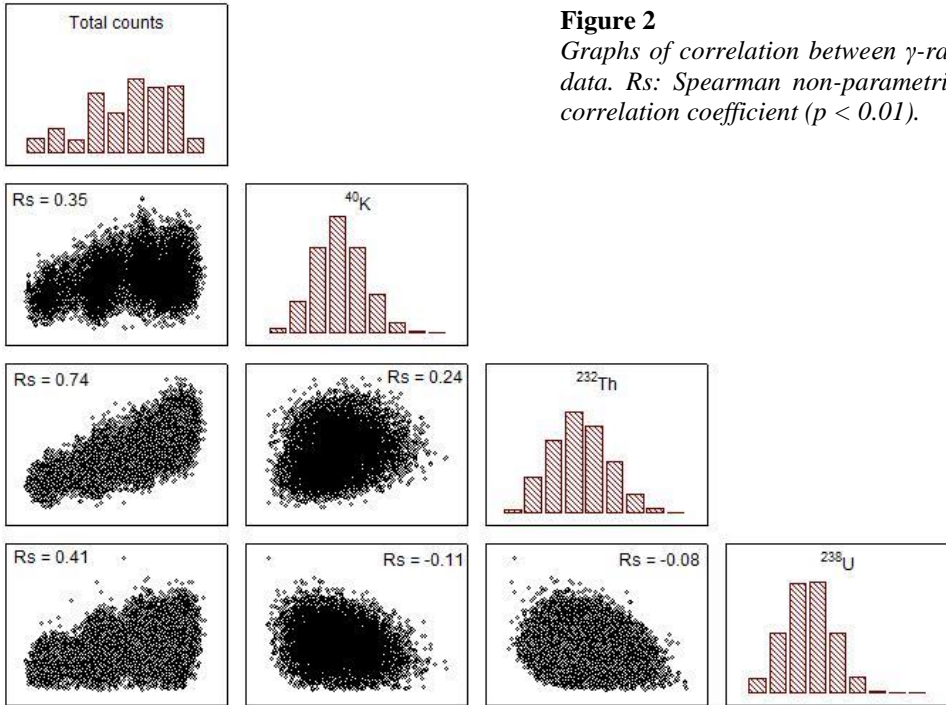 Total counts
Figure 2
Graphs of correlation between γ-ra
data. Rs: Spearman non-parametri
correlation coefficient (p < 0.01).
Rs = 0.35
⁴⁰K
Rs = 0.74
Rs = 0.24
²³²Th
Rs = 0.41
Rs = -0.11
Rs = -0.08
²³⁸U